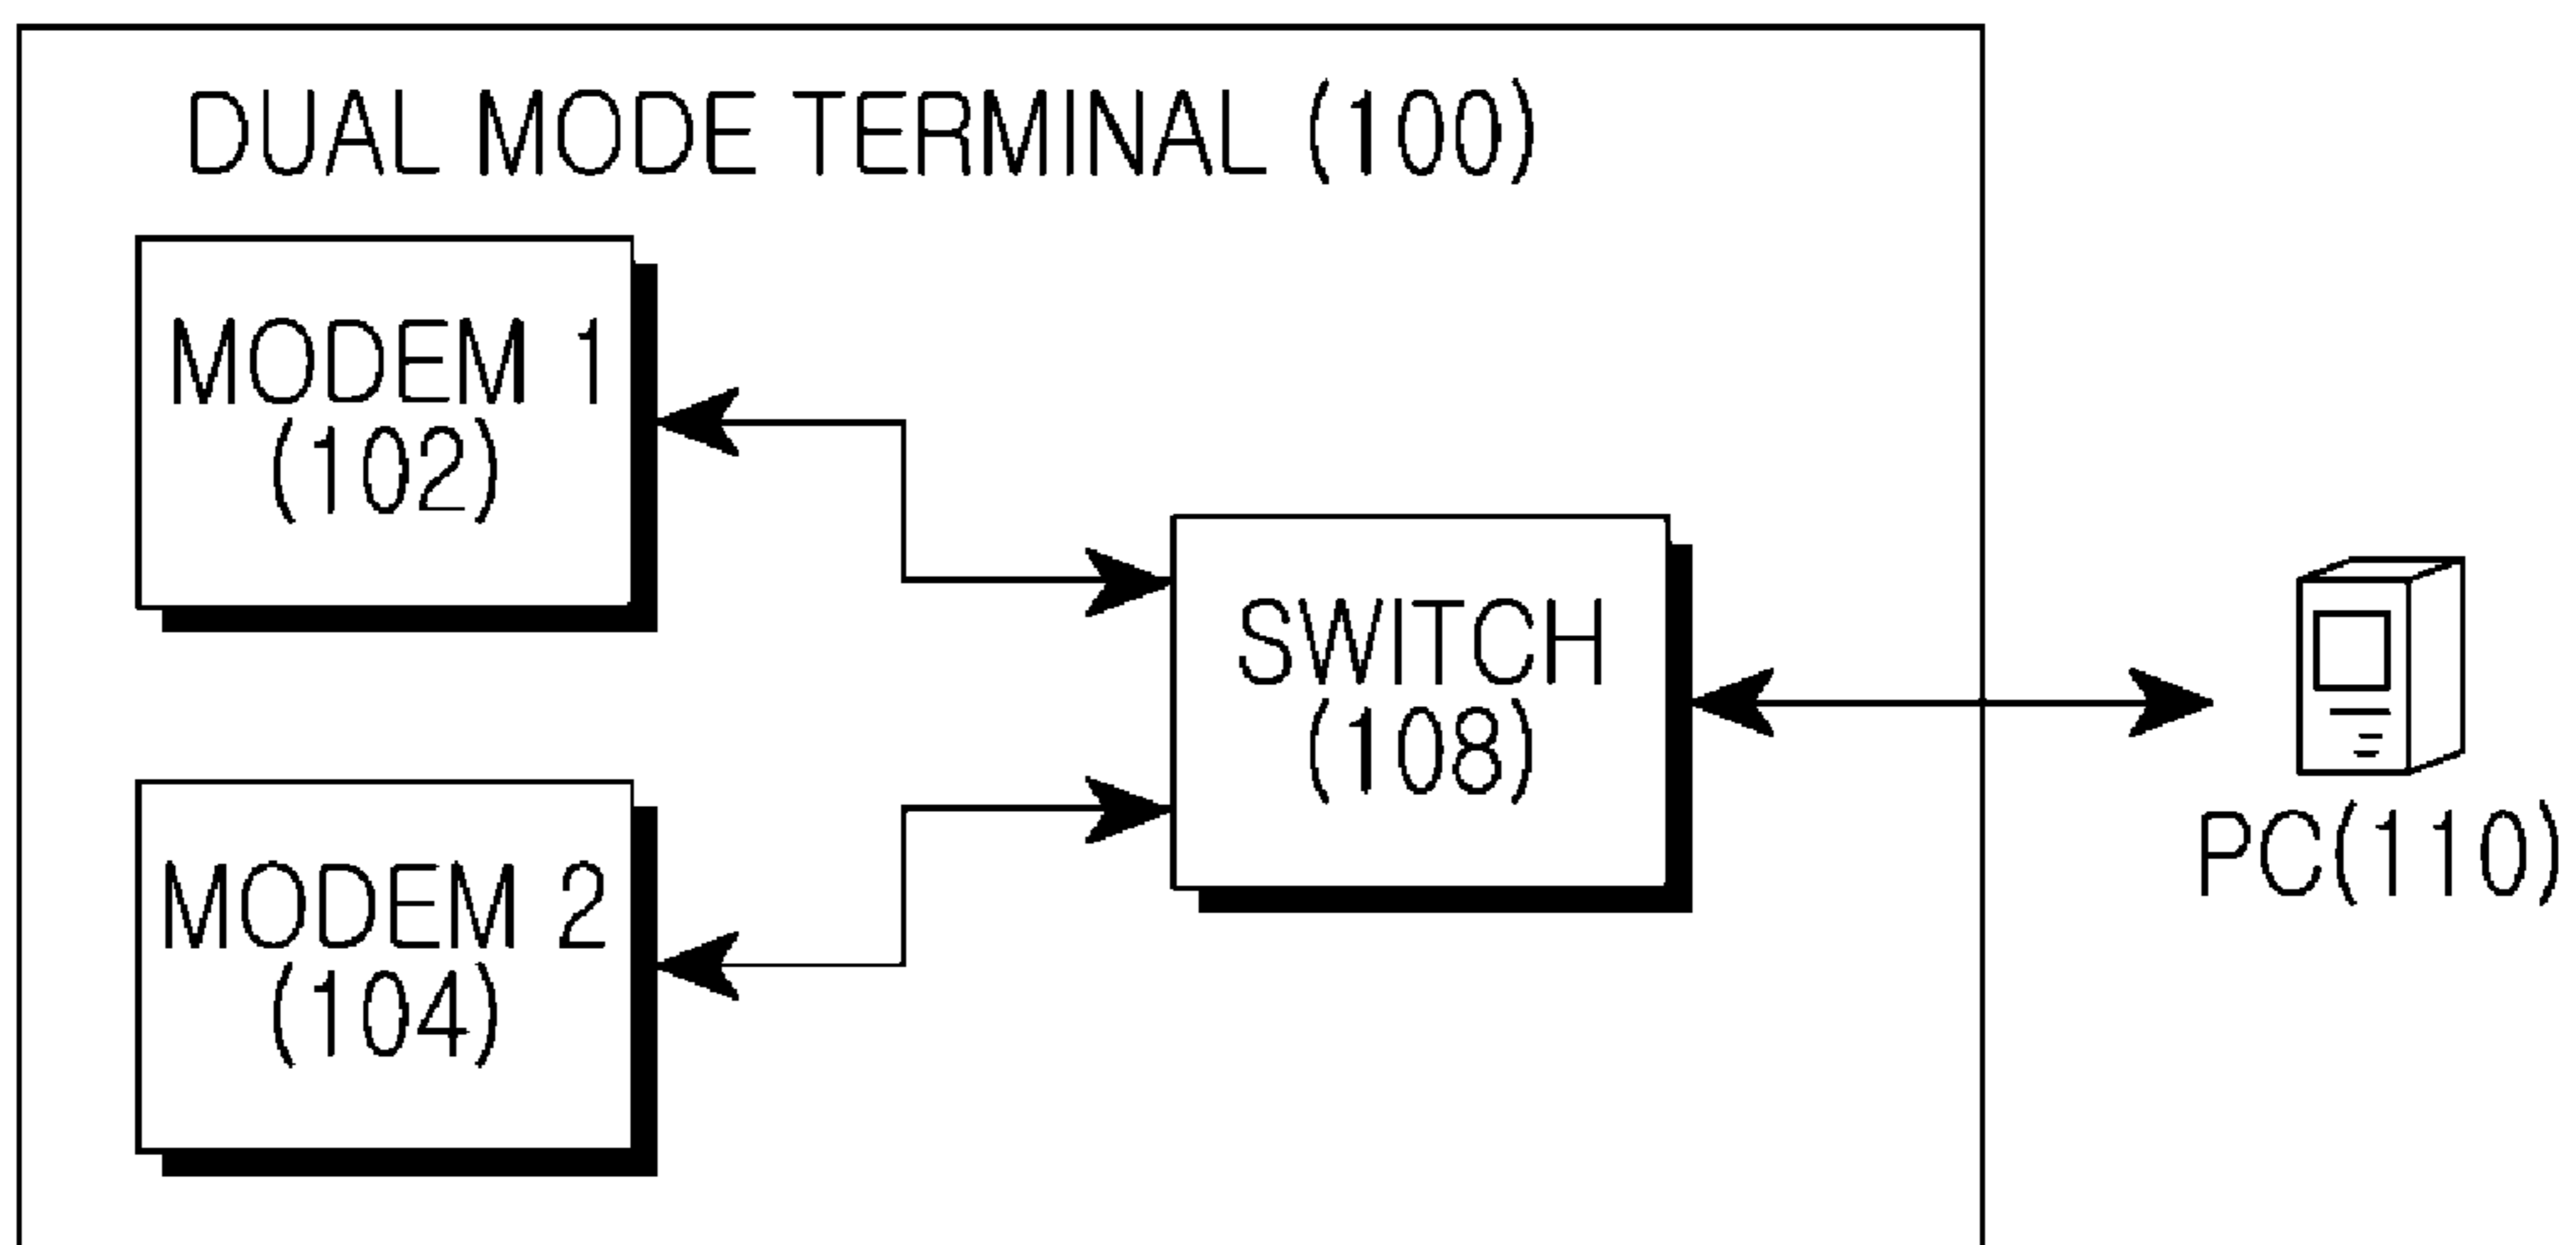 DUAL MODE TERMINAL (100)
MODEM 1
(102)
SWITCH
(108)
MODEM 2
(104)
PC(110)